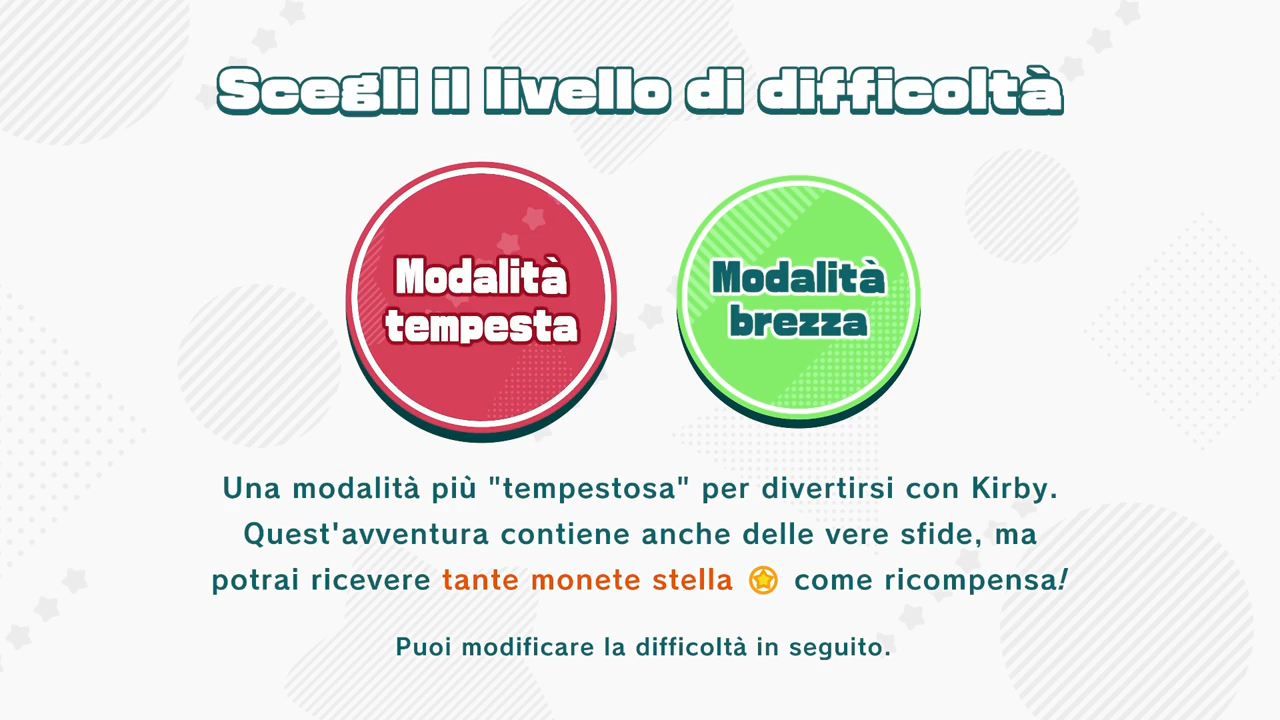 Scegli il livello di difficoltà
Modalità
tempesta
Modalità
brezza
Una modalità più "tempestosa" per divertirsi con Kirby.
Quest'avventura contiene anche delle vere sfide, ma
potrai ricevere tante monete stella come ricompensa!
Puoi modificare la difficoltà in seguito.